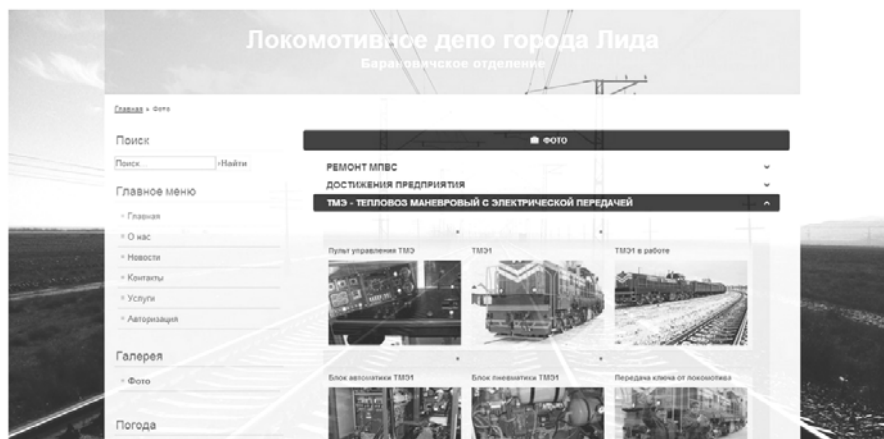 Локомотивное депо города Лида
Барановичское отделение
Главная » Фото
Поиск
Поиск...
Найти
Главное меню
Главная
О нас
Новости
Контакты
Услуги
Авторизация
Галерея
Фото
Погода
ФОТО
РЕМОНТ МПВС
ДОСТИЖЕНИЯ ПРЕДПРИЯТИЯ
ТМЭ - ТЕПЛОВОЗ МАНЕВРОВЫЙ С ЭЛЕКТРИЧЕСКОЙ ПЕРЕДАЧЕЙ
Пульт управления ТМЭ
ТМЭ1
ТМЭ1 в работе
Блок автоматики ТМЭ1
Блок пневматики ТМЭ1
Передача ключа от локомотива